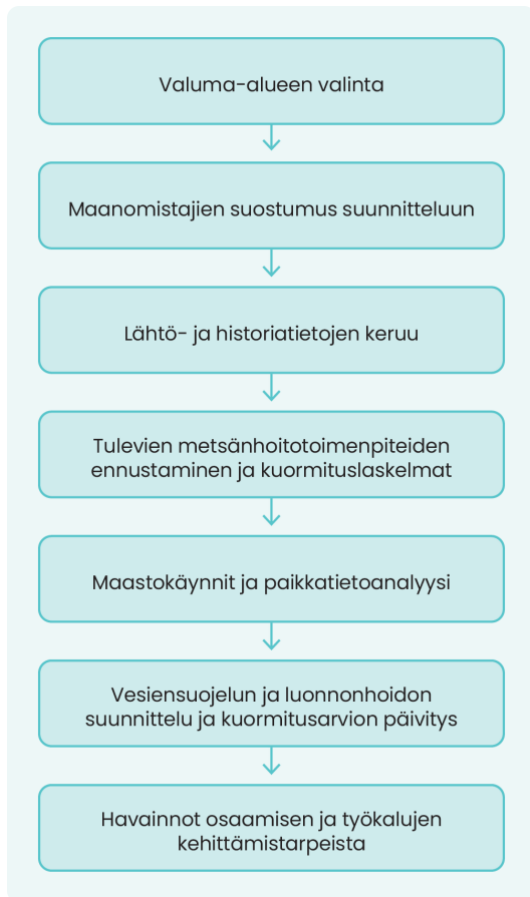 Valuma-alueen valinta
Maanomistajien suostumus suunnitteluun
Lähtö- ja historiatietojen keruu
Tulevien metsänhoitotoimenpiteiden
ennustaminen ja kuormituslaskelmat
Maastokäynnit ja paikkatietoanalyysi
Vesiensuojelun ja luonnonhoidon
suunnittelu ja kuormitusarvion päivitys
Havainnot osaamisen ja työkalujen
kehittämistarpeista